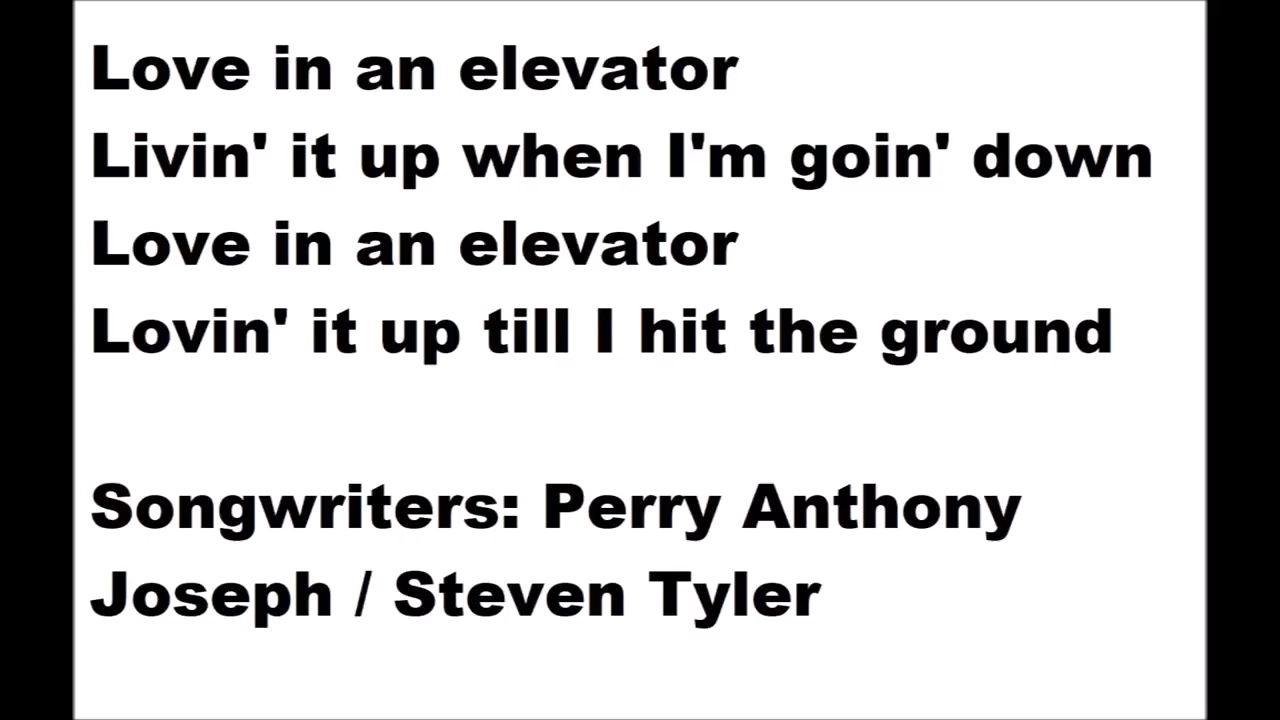 Love in an elevator
Livin' it up when I'm goin' down
Love in an elevator
Lovin' it up till I hit the ground
Songwriters: Perry Anthony
Joseph / Steven Tyler